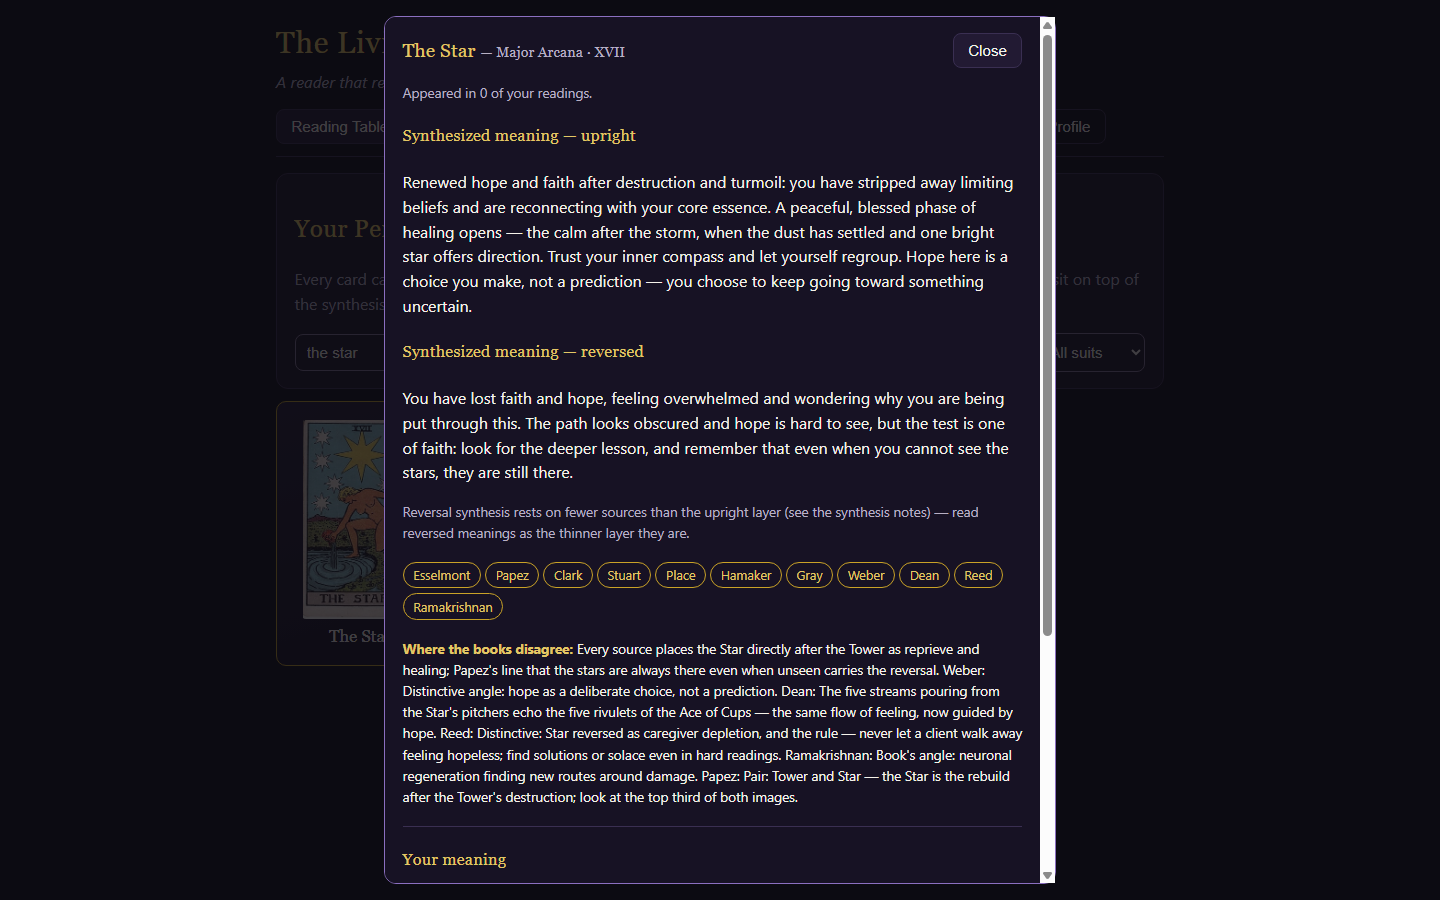 The Liv
A reader that re
Reading Table
rofile
Your Pe
Every card ca
sit on top of
the synthesis
the star
All suits
XVII
THE STAR
The Sta
The Star — Major Arcana · XVII
Close
Appeared in 0 of your readings.
Synthesized meaning — upright
Renewed hope and faith after destruction and turmoil: you have stripped away limiting
beliefs and are reconnecting with your core essence. A peaceful, blessed phase of
healing opens — the calm after the storm, when the dust has settled and one bright
star offers direction. Trust your inner compass and let yourself regroup. Hope here is a
choice you make, not a prediction — you choose to keep going toward something
uncertain.
Synthesized meaning — reversed
You have lost faith and hope, feeling overwhelmed and wondering why you are being
put through this. The path looks obscured and hope is hard to see, but the test is one
of faith: look for the deeper lesson, and remember that even when you cannot see the
stars, they are still there.
Reversal synthesis rests on fewer sources than the upright layer (see the synthesis notes) — read
reversed meanings as the thinner layer they are.
Esselmont Papez Clark Stuart Place Hamaker Gray Weber Dean Reed
Ramakrishnan
Where the books disagree: Every source places the Star directly after the Tower as reprieve and
healing; Papez's line that the stars are always there even when unseen carries the reversal. Weber:
Distinctive angle: hope as a deliberate choice, not a prediction. Dean: The five streams pouring from
the Star's pitchers echo the five rivulets of the Ace of Cups — the same flow of feeling, now guided by
hope. Reed: Distinctive: Star reversed as caregiver depletion, and the rule — never let a client walk away
feeling hopeless; find solutions or solace even in hard readings. Ramakrishnan: Book's angle: neuronal
regeneration finding new routes around damage. Papez: Pair: Tower and Star — the Star is the rebuild
after the Tower's destruction; look at the top third of both images.
Your meaning